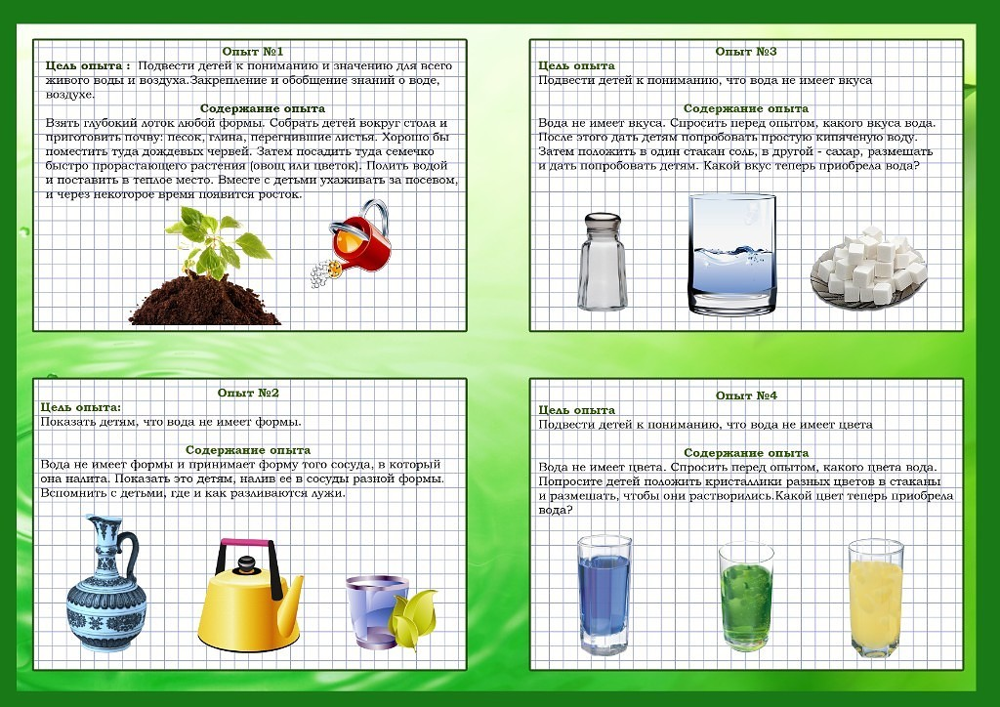 Опыт №1
Цель опыта : Подвести детей к пониманию и значению для всего
живого воды и воздуха.Закрепление и обобщение знаний о воде,
воздухе.
Содержание опыта
Взять глубокий лоток любой формы. Собрать детей вокруг стола и
приготовить почву: песок, глина, перегнившие листья. Хорошо бы
поместить туда дождевых червей. Затем посадить туда семечко
быстро прорастающего растения (овощ или цветок). Полить водой
и поставить в теплое место. Вместе с детьми ухаживать за посевом,
и через некоторое время появится росток.
Опыт №2
Цель опыта:
Показать детям, что вода не имеет формы.
Содержание опыта
Вода не имеет формы и принимает форму того сосуда, в который
она налита. Показать это детям, налив ее в сосуды разной формы.
Вспомнить с детьми, где и как разливаются лужи.
Опыт №3
Цель опыта
Подвести детей к пониманию, что вода не имеет вкуса
Содержание опыта
Вода не имеет вкуса. Спросить перед опытом, какого вкуса вода.
После этого дать детям попробовать простую кипяченую воду.
Затем положить в один стакан соль, в другой - сахар, размешать
и дать попробовать детям. Какой вкус теперь приобрела вода?
Опыт №4
Цель опыта
Подвести детей к пониманию, что вода не имеет цвета
Содержание опыта
Вода не имеет цвета. Спросить перед опытом, какого цвета вода.
Попросите детей положить кристаллики разных цветов в стаканы
и размешать, чтобы они растворились.Какой цвет теперь приобрела
вода?